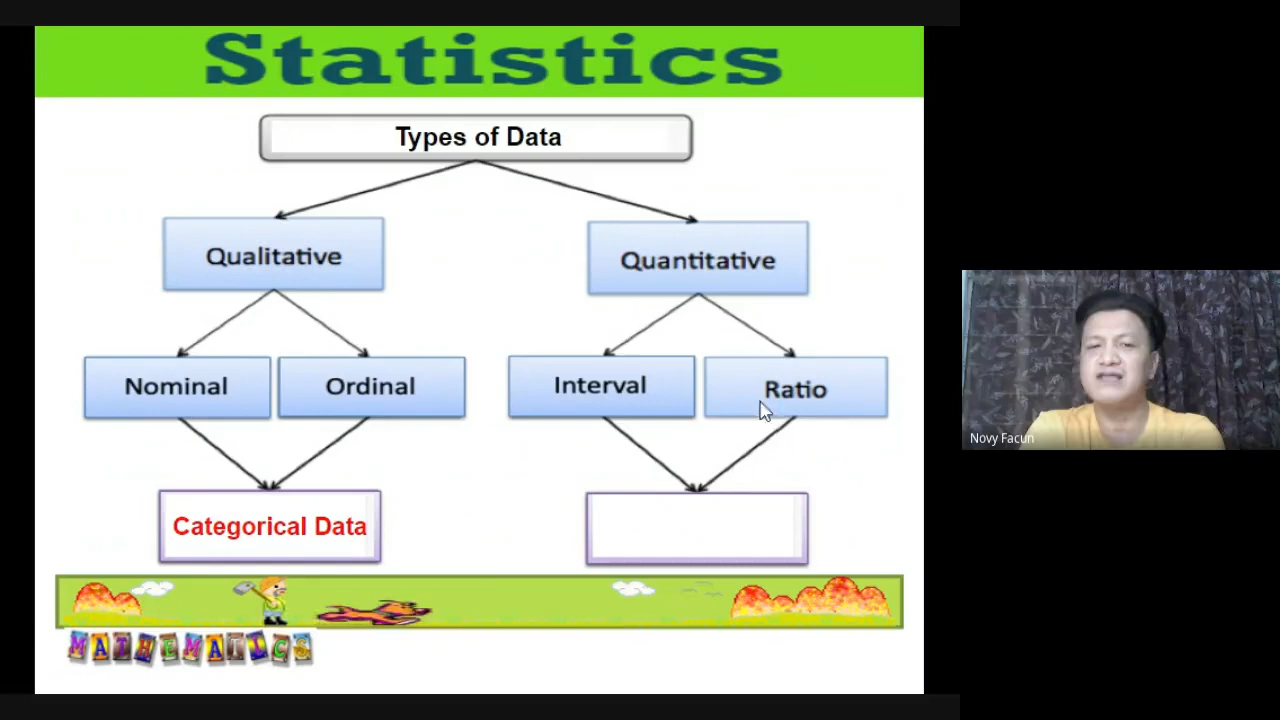 Statistics
Types of Data
Qualitative
Quantitative
Nominal
Ordinal
Interval
Ratio
Categorical Data
MATHEMATICS
Novy Facun